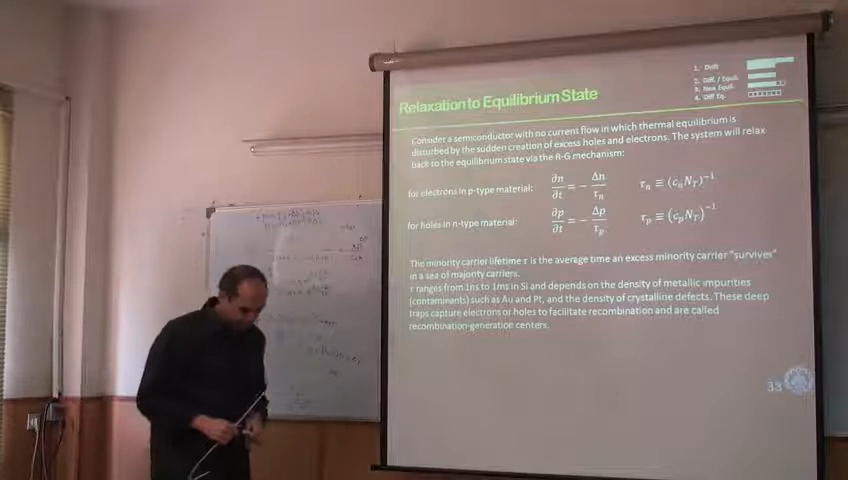 Relaxation to Equilibrium State
1. Drift
2. Diff. / Equil.
3. Non Equil.
4. Diff Eq.
Consider a semiconductor with no current flow in which thermal equilibrium is
disturbed by the sudden creation of excess holes and electrons. The system will relax
back to the equilibrium state via the R-G mechanism:
for electrons in p-type material: ∂n/∂t = − Δn/τn τn ≡ (cnNT)⁻¹
for holes in n-type material: ∂p/∂t = − Δp/τp τp ≡ (cpNT)⁻¹
The minority carrier lifetime τ is the average time an excess minority carrier "survives"
in a sea of majority carriers.
τ ranges from 1ns to 1ms in Si and depends on the density of metallic impurities
(contaminants) such as Au and Pt, and the density of crystalline defects. These deep
traps capture electrons or holes to facilitate recombination and are called
recombination-generation centers.
33